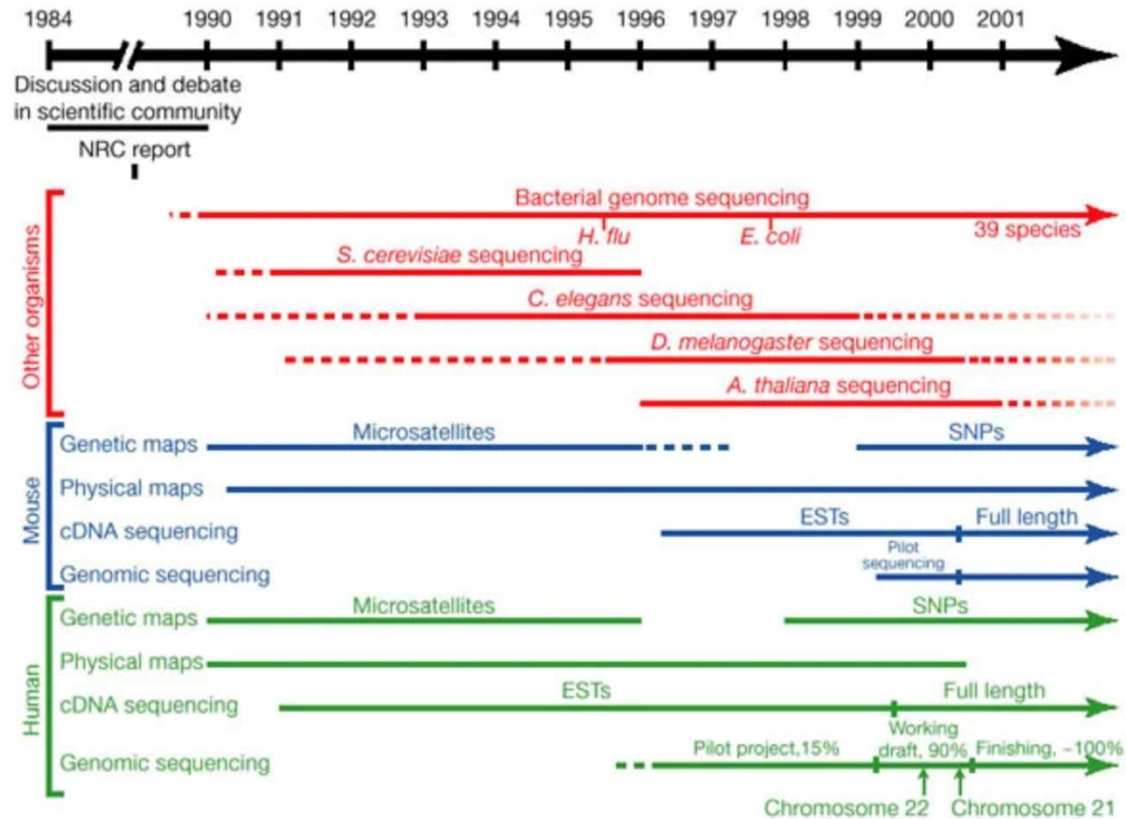 1984 1990 1991 1992 1993 1994 1995 1996 1997 1998 1999 2000 2001
Discussion and debate
in scientific community
NRC report
Other organisms
Bacterial genome sequencing
H. flu E. coli 39 species
S. cerevisiae sequencing
C. elegans sequencing
D. melanogaster sequencing
A. thaliana sequencing
Mouse
Genetic maps Microsatellites SNPs
Physical maps
cDNA sequencing ESTs Full length
Pilot
sequencing
Genomic sequencing
Human
Genetic maps Microsatellites SNPs
Physical maps
cDNA sequencing ESTs Full length
Working
Genomic sequencing Pilot project,15% draft, 90% Finishing, ~100%
Chromosome 22 Chromosome 21